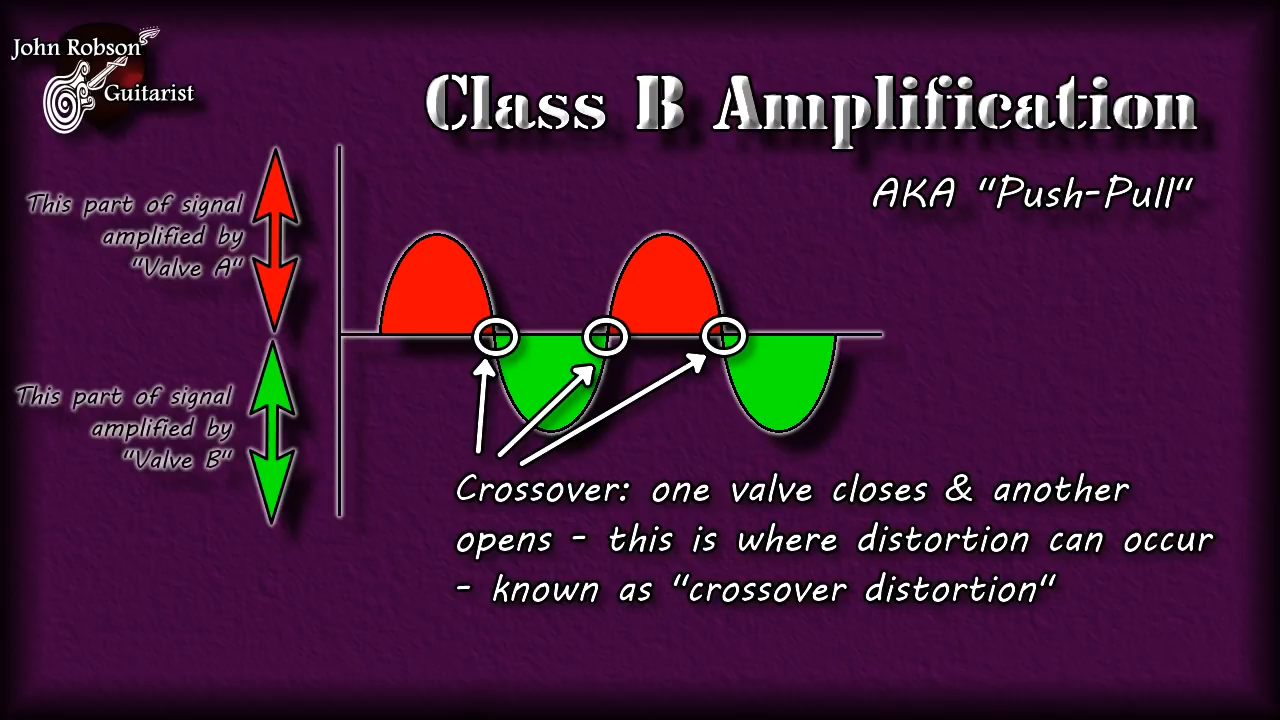 John Robson
Guitarist
Class B Amplification
AKA "Push-Pull"
This part of signal
amplified by
"Valve A"
This part of signal
amplified by
"Valve B"
Crossover: one valve closes & another
opens - this is where distortion can occur
- known as "crossover distortion"